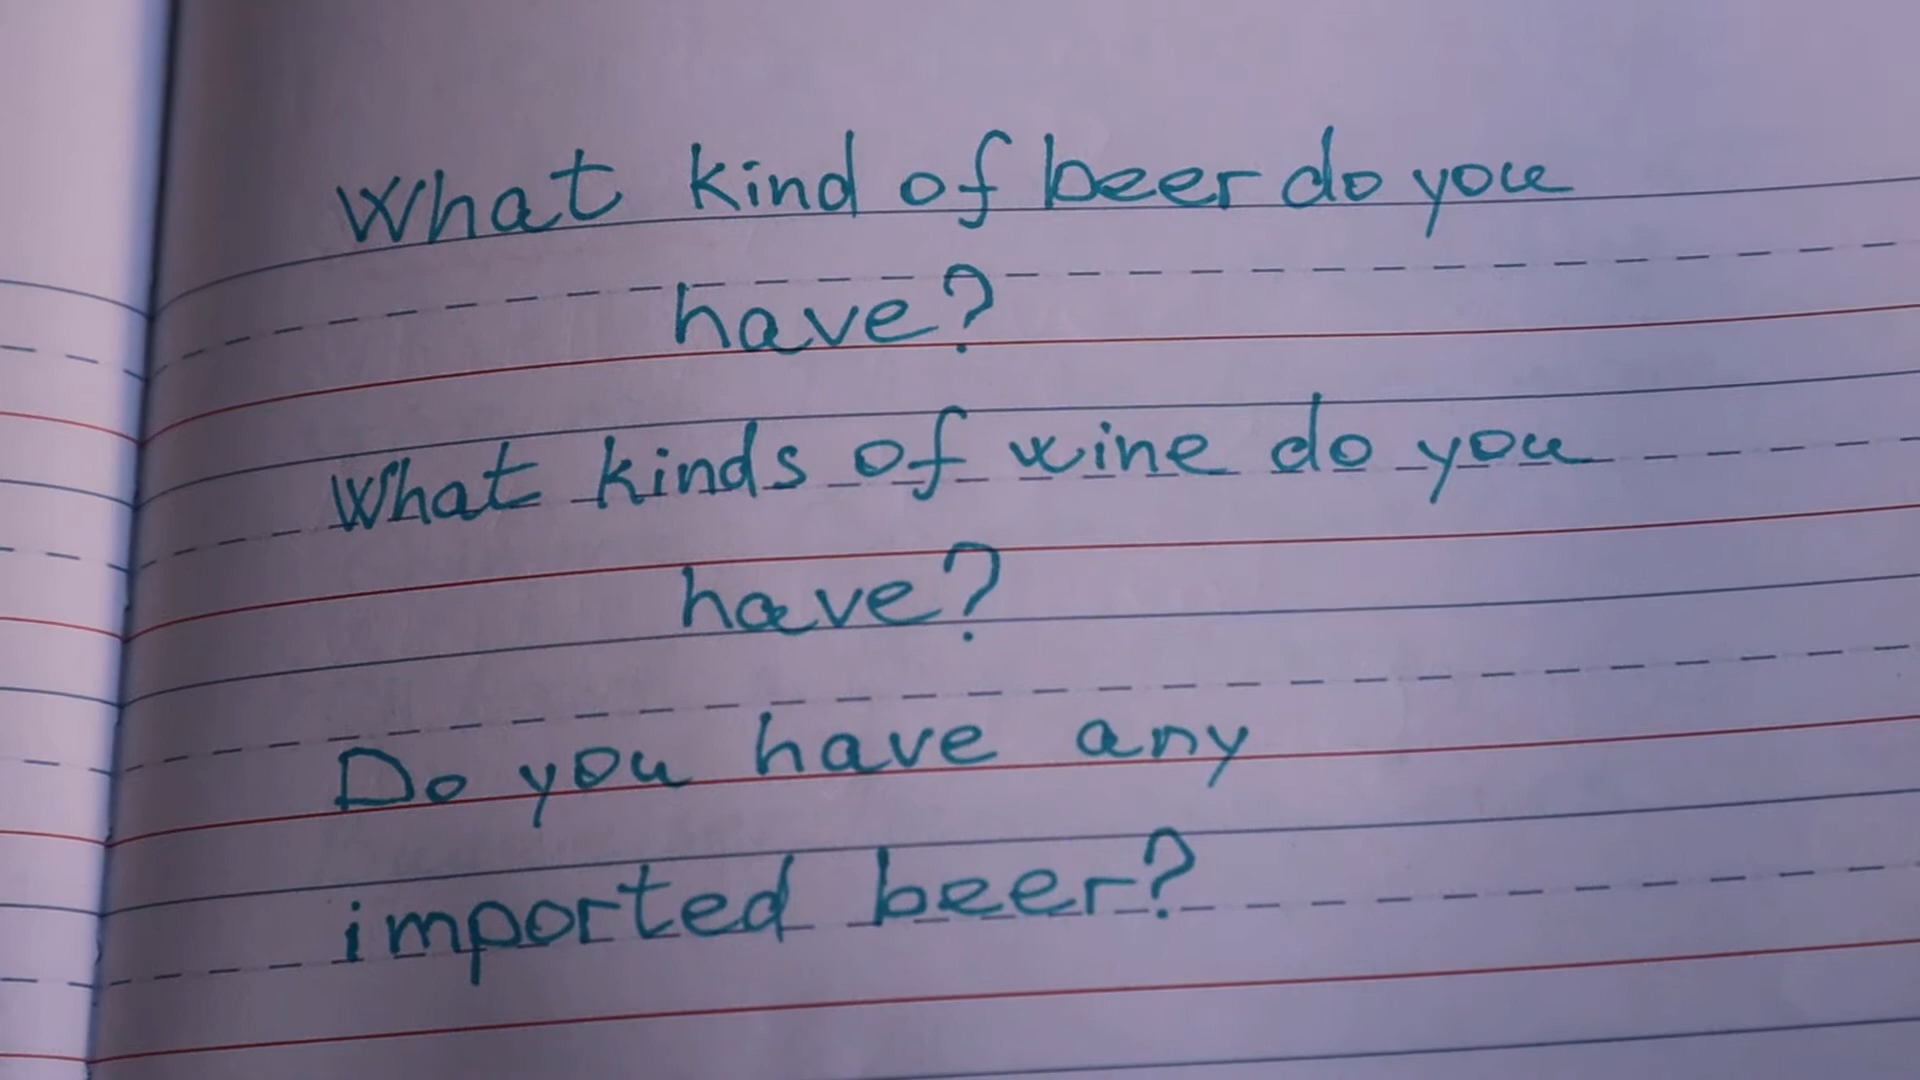 What kind of beer do you
have?
What kinds of wine do you
have?
Do you have any
imported beer?